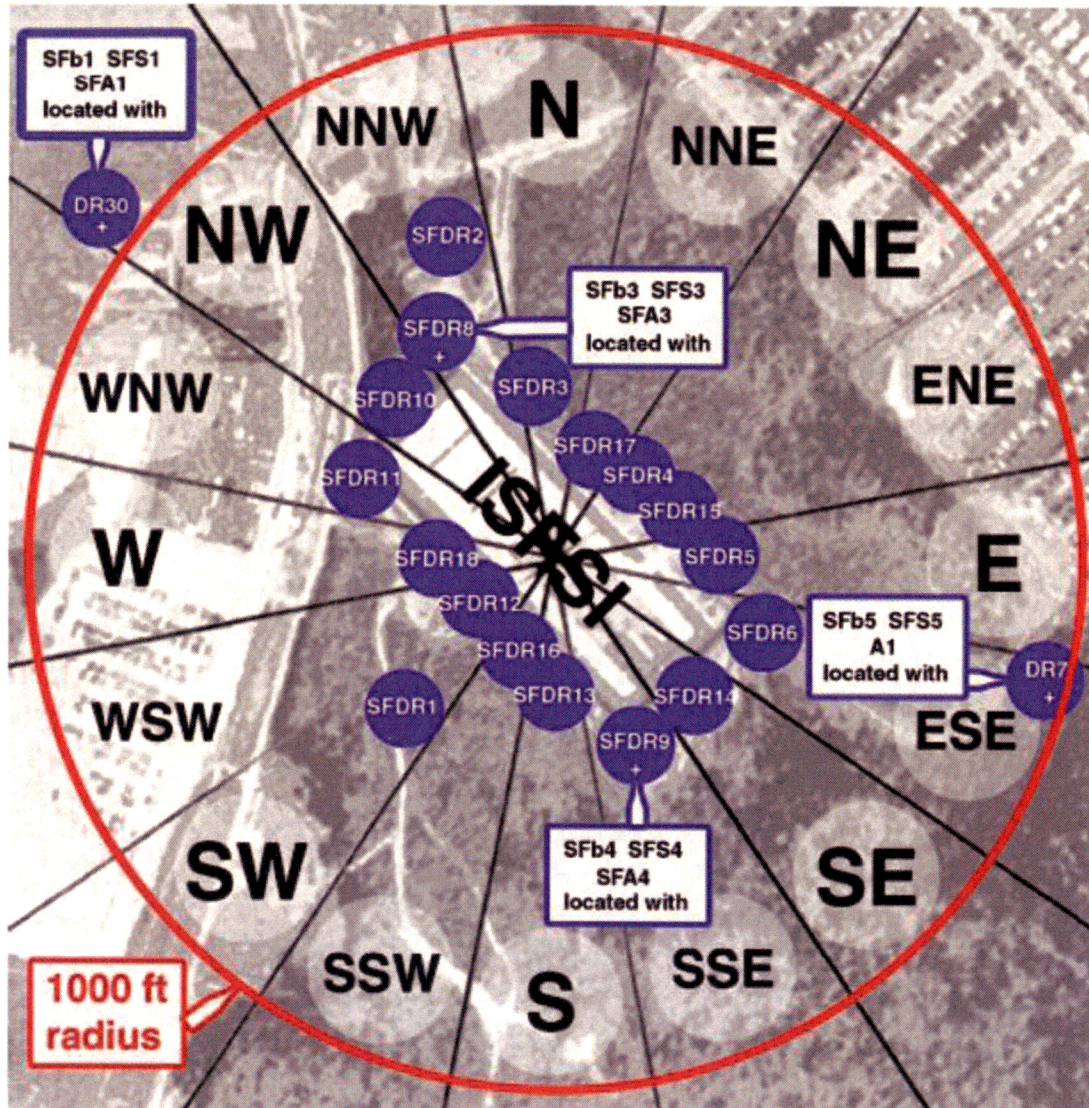 SFb1 SFS1
SFA1
located with
DR30
+
NNW
N
NNE
NW
SFDR2
NE
SFb3 SFS3
SFA3
located with
SFDR8
+
WNW
SFDR10
SFDR3
ENE
SFDR17
SFDR4
SFDR11
SFDR15
ISFSI
W
SFDR18
SFDR5
E
SFDR12
SFDR6
SFb5 SFS5
A1
located with
SFDR16
DR7
+
WSW
SFDR1
SFDR13
SFDR14
ESE
SFDR9
+
SFb4 SFS4
SFA4
located with
SW
SE
SSW
S
SSE
1000 ft
radius